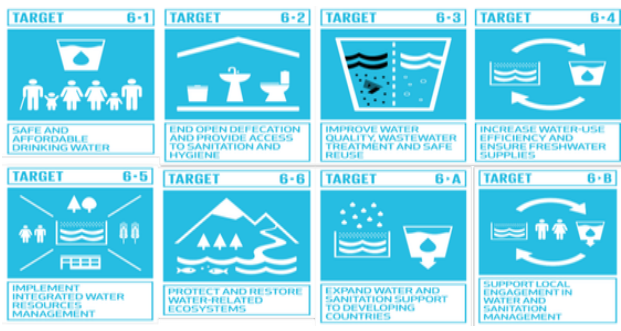 TARGET 6·1
SAFE AND
AFFORDABLE
DRINKING WATER
TARGET 6·2
END OPEN DEFECATION
AND PROVIDE ACCESS
TO SANITATION AND
HYGIENE
TARGET 6·3
IMPROVE WATER
QUALITY, WASTEWATER
TREATMENT AND SAFE
REUSE
TARGET 6·4
INCREASE WATER-USE
EFFICIENCY AND
ENSURE FRESHWATER
SUPPLIES
TARGET 6·5
IMPLEMENT
INTEGRATED WATER
RESOURCES
MANAGEMENT
TARGET 6·6
PROTECT AND RESTORE
WATER-RELATED
ECOSYSTEMS
TARGET 6·A
EXPAND WATER AND
SANITATION SUPPORT
TO DEVELOPING
COUNTRIES
TARGET 6·B
SUPPORT LOCAL
ENGAGEMENT IN
WATER AND
SANITATION
MANAGEMENT